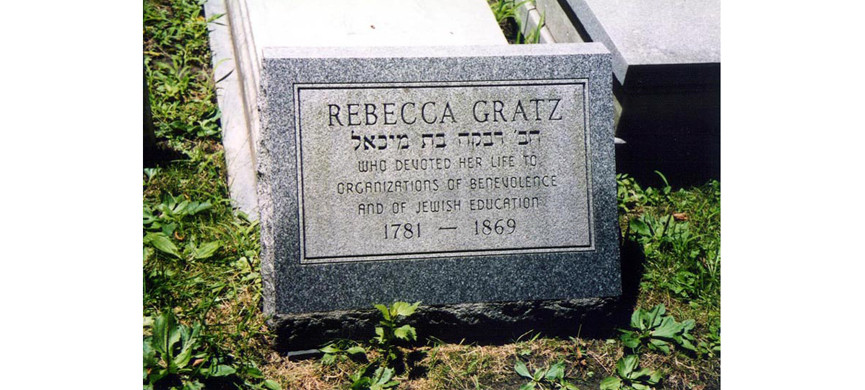 REBECCA GRATZ
הב' רבקה בת מיכאל
WHO DEVOTED HER LIFE TO
ORGANIZATIONS OF BENEVOLENCE
AND OF JEWISH EDUCATION
1781 — 1869